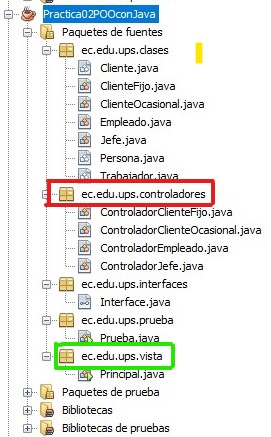 Practica02POOconJava
Paquetes de fuentes
ec.edu.ups.clases
Cliente.java
ClienteFijo.java
ClienteOcasional.java
Empleado.java
Jefe.java
Persona.java
Trabajador.java
ec.edu.ups.controladores
ControladorClienteFijo.java
ControladorClienteOcasional.java
ControladorEmpleado.java
ControladorJefe.java
ec.edu.ups.interfaces
Interface.java
ec.edu.ups.prueba
Prueba.java
ec.edu.ups.vista
Principal.java
Paquetes de prueba
Bibliotecas
Bibliotecas de prueba